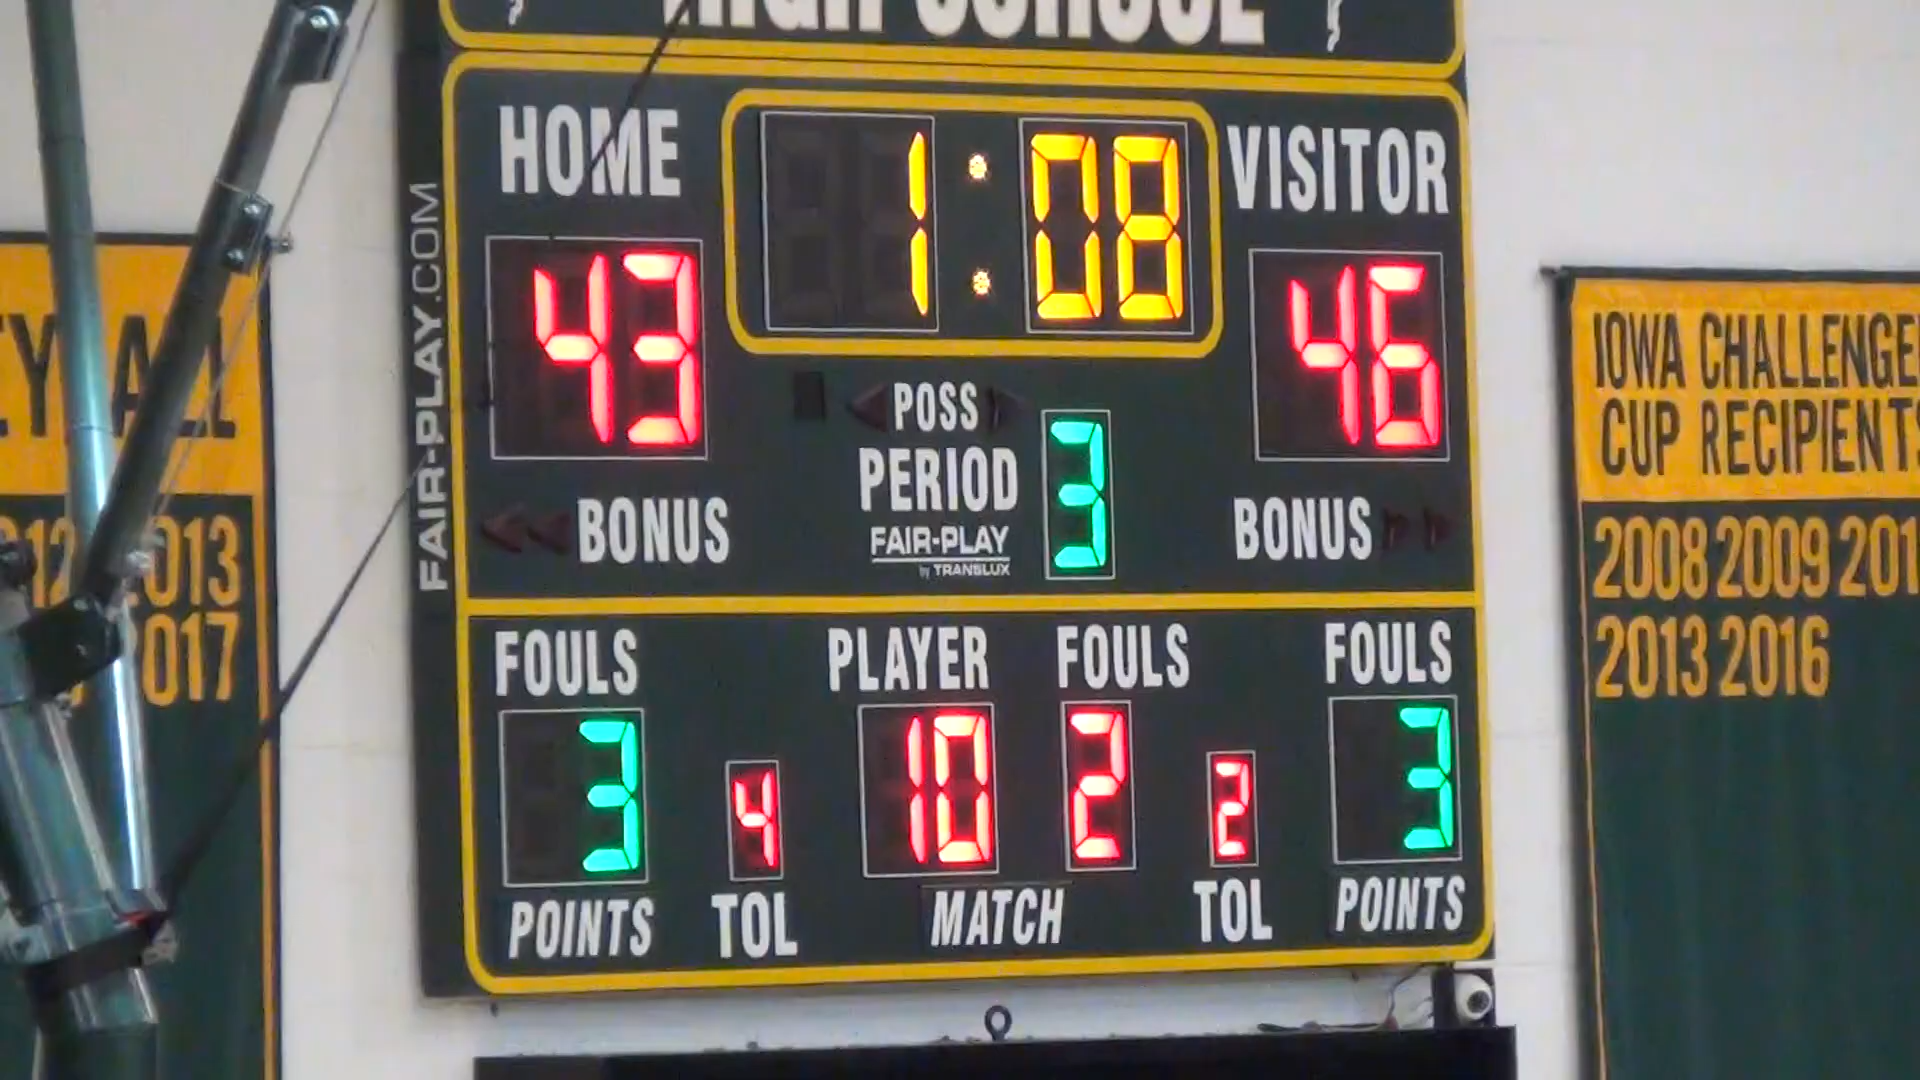 HIGH SCHOOL
HOME
1:08
VISITOR
43
46
FAIR-PLAY.COM
POSS
PERIOD
3
FAIR-PLAY
by TRANSLUX
BONUS
BONUS
FOULS
PLAYER
FOULS
FOULS
3
4
10
2
2
3
POINTS
TOL
MATCH
TOL
POINTS
2013
2017
IOWA CHALLENGE
CUP RECIPIENTS
2008 2009 201
2013 2016